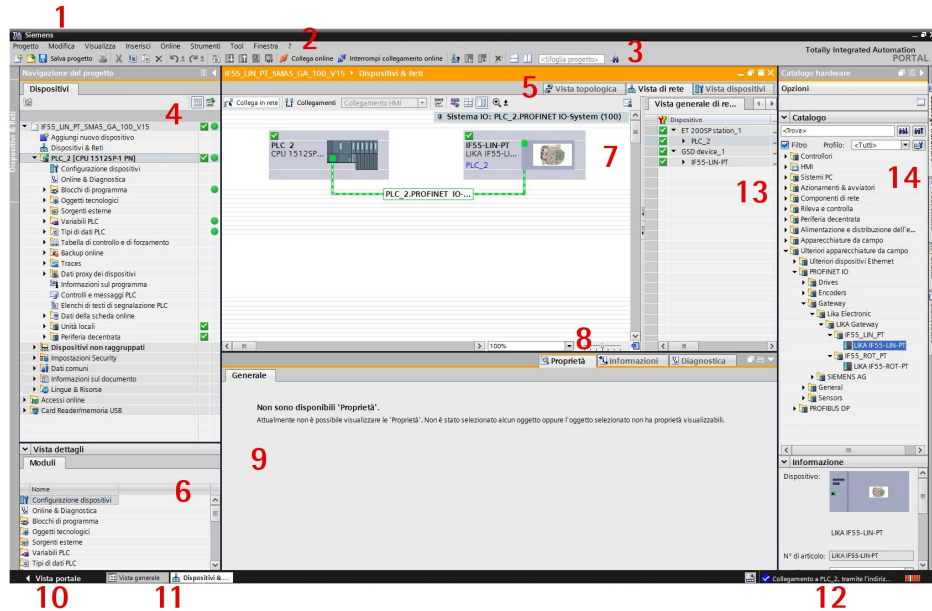 1
Siemens
Progetto Modifica Visualizza Inserisci Online Strumenti Tool Finestra ?
2
3
Totally Integrated Automation
PORTAL
Salva progetto
Collega online
Interrompi collegamento online
<Sfoglia progetto>
Navigazione del progetto
Dispositivi
4
Dispositivi & Reti
IF55_LIN_PT_SMA5_GA_100_V15
Aggiungi nuovo dispositivo
Dispositivi & Reti
PLC_2 [CPU 1512SP-1 PN]
Configurazione dispositivi
Online & Diagnostica
Blocchi di programma
Oggetti tecnologici
Sorgenti esterne
Variabili PLC
Tipi di dati PLC
Tabella di controllo e di forzamento
Backup online
Traces
Dati proxy dei dispositivi
Informazioni sul programma
Controlli e messaggi PLC
Elenchi di testi di segnalazione PLC
Dati della scheda online
Unità locali
Periferia decentrata
Dispositivi non raggruppati
Impostazioni Security
Dati comuni
Informazioni sul documento
Lingue & Risorse
Accessi online
Card Reader/memoria USB
Vista dettagli
Moduli
Nome
6
Configurazione dispositivi
Online & Diagnostica
Blocchi di programma
Oggetti tecnologici
Sorgenti esterne
Variabili PLC
Tipi di dati PLC
IF55_LIN_PT_SMA5_GA_100_V15 ▸ Dispositivi & Reti
5
Vista topologica
Vista di rete
Vista dispositivi
Collega in rete
Collegamenti
Collegamento HMI
Sistema IO: PLC_2.PROFINET IO-System (100)
PLC 2
CPU 1512SP...
IF55-LIN-PT
LIKA IF55-Li...
PLC_2
7
PLC_2.PROFINET IO-...
8
100%
Vista generale di re...
Dispositivo
ET 200SP station_1
PLC_2
GSD device_1
IF55-LIN-PT
13
Proprietà
Informazioni
Diagnostica
Generale
Non sono disponibili 'Proprietà'.
Attualmente non è possibile visualizzare le 'Proprietà'. Non è stato selezionato alcun oggetto oppure l'oggetto selezionato non ha proprietà visualizzabili.
9
Catalogo hardware
Opzioni
Catalogo
<Trova>
Filtro
Profilo:
<Tutti>
14
Controllori
HMI
Sistemi PC
Azionamenti & avviatori
Componenti di rete
Rileva e controlla
Periferia decentrata
Alimentazione e distribuzione dell'e...
Apparecchiature da campo
Ulteriori apparecchiature da campo
Ulteriori dispositivi Ethernet
PROFINET IO
Drives
Encoders
Gateway
Lika Electronic
LIKA Gateway
IF55_LIN_PT
LIKA IF55-LIN-PT
IF55_ROT_PT
LIKA IF55-ROT-PT
SIEMENS AG
General
Sensors
PROFIBUS DP
Informazione
Dispositivo:
LIKA IF55-LIN-PT
N° di articolo:
LIKA IF55-LIN-PT
Vista portale
Vista generale
Dispositivi & ...
Collegamento a PLC_2, tramite l'indiriz...
10
11
12